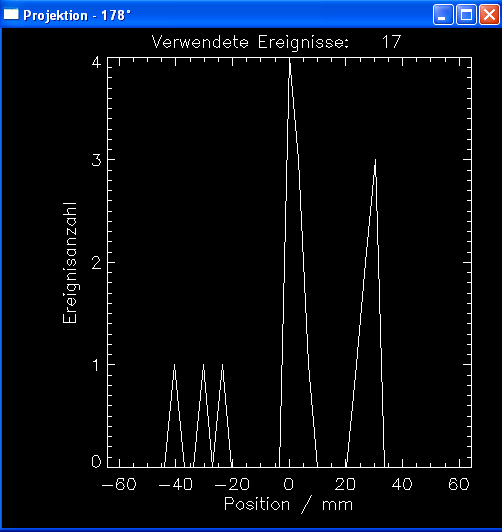 Projektion - 178°
Verwendete Ereignisse: 17
4
3
2
1
0
Ereignisanzahl
-60 -40 -20 0 20 40 60
Position / mm